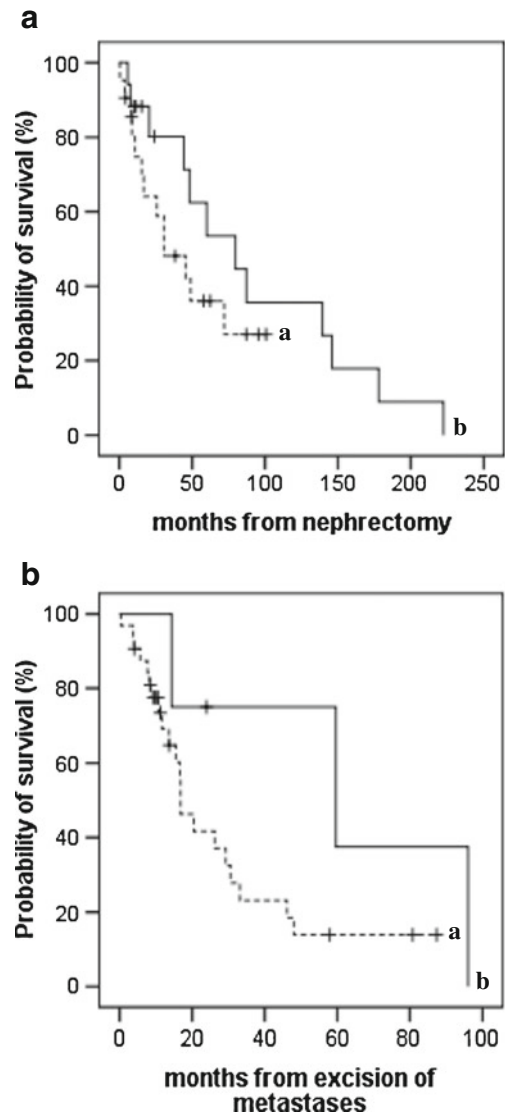 a
Probability of survival (%)
100
80
60
40
20
0
a
b
0 50 100 150 200 250
months from nephrectomy
b
Probability of survival (%)
100
80
60
40
20
0
a
b
0 20 40 60 80 100
months from excision of
metastases